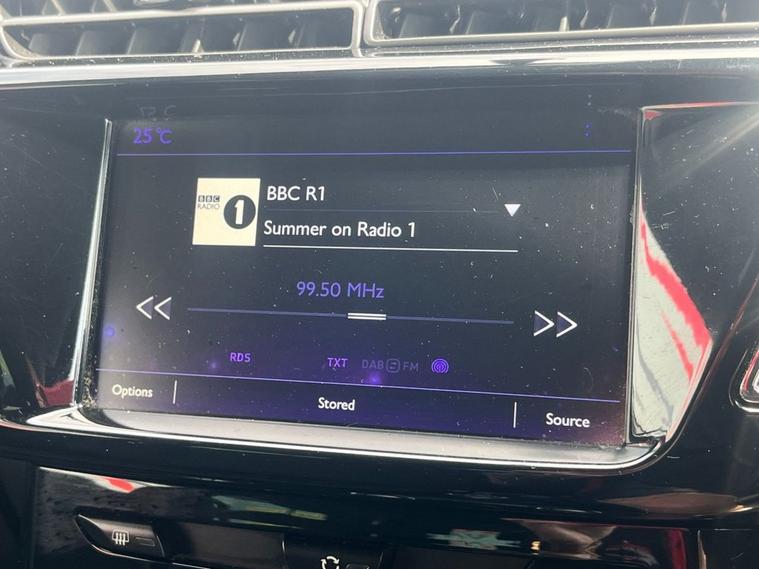 25°C
BBC RADIO 1
BBC R1
Summer on Radio 1
99.50 MHz
RDS TXT DAB FM
Options Stored Source